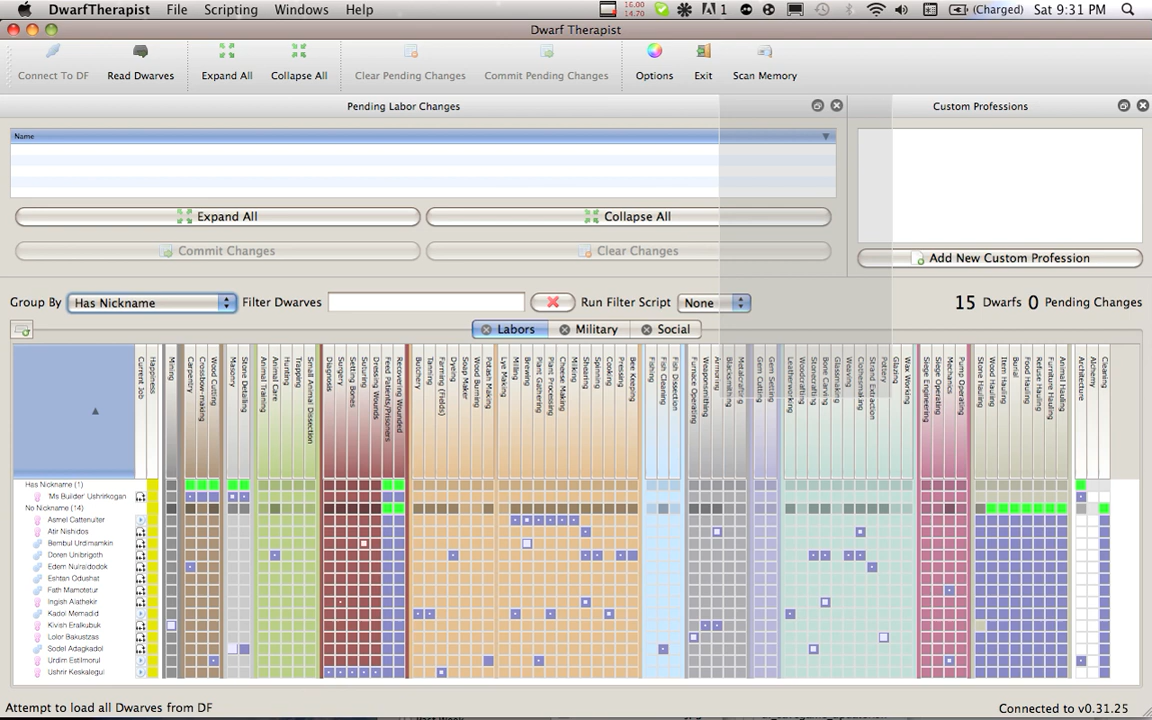 DwarfTherapist File Scripting Windows Help
16.00
14.70
1
(Charged) Sat 9:31 PM
Dwarf Therapist
Connect To DF Read Dwarves Expand All Collapse All Clear Pending Changes Commit Pending Changes Options Exit Scan Memory
Pending Labor Changes
Custom Professions
Name
Expand All Collapse All
Commit Changes Clear Changes
Add New Custom Profession
Group By Has Nickname Filter Dwarves Run Filter Script None 15 Dwarfs 0 Pending Changes
Labors Military Social
Current Job
Happiness
Mining
Carpentry
Crossbow-making
Wood Cutting
Masonry
Stone Detailing
Animal Training
Animal Care
Hunting
Trapping
Small Animal Dissection
Diagnosis
Surgery
Setting Bones
Suturing
Dressing Wounds
Feed Patients/Prisoners
Recovering Wounded
Butchery
Tanning
Farming (Fields)
Dyeing
Soap Maker
Wood Burning
Potash Making
Lye Making
Milling
Brewing
Plant Gathering
Plant Processing
Cheese Making
Milking
Shearing
Spinning
Cooking
Pressing
Bee Keeping
Fishing
Fish Cleaning
Fish Dissection
Furnace Operating
Weaponsmithing
Armoring
Blacksmithing
Metalcrafting
Gem Cutting
Gem Setting
Leatherworking
Woodcrafting
Stonecrafting
Bone Carving
Glassmaking
Weaving
Clothesmaking
Strand Extraction
Pottery
Glazing
Wax Working
Siege Engineering
Siege Operating
Mechanics
Pump Operating
Stone Hauling
Wood Hauling
Item Hauling
Burial
Food Hauling
Refuse Hauling
Furniture Hauling
Animal Hauling
Architecture
Alchemy
Cleaning
Has Nickname (1)
'Ms Builder' Ushrirkogan
No Nickname (14)
Asmel Cattenuter
Atir Nishidos
Bembul Urdimamkin
Doren Unibrigoth
Edem Nuiraldodok
Eshtan Odushat
Fath Mamotetur
Ingish Alathekir
Kadol Memadid
Kivish Eralkubuk
Lolor Bakustzas
Sodel Adagkadol
Urdim Estilmorul
Ushrir Keskalegul
Attempt to load all Dwarves from DF
Connected to v0.31.25